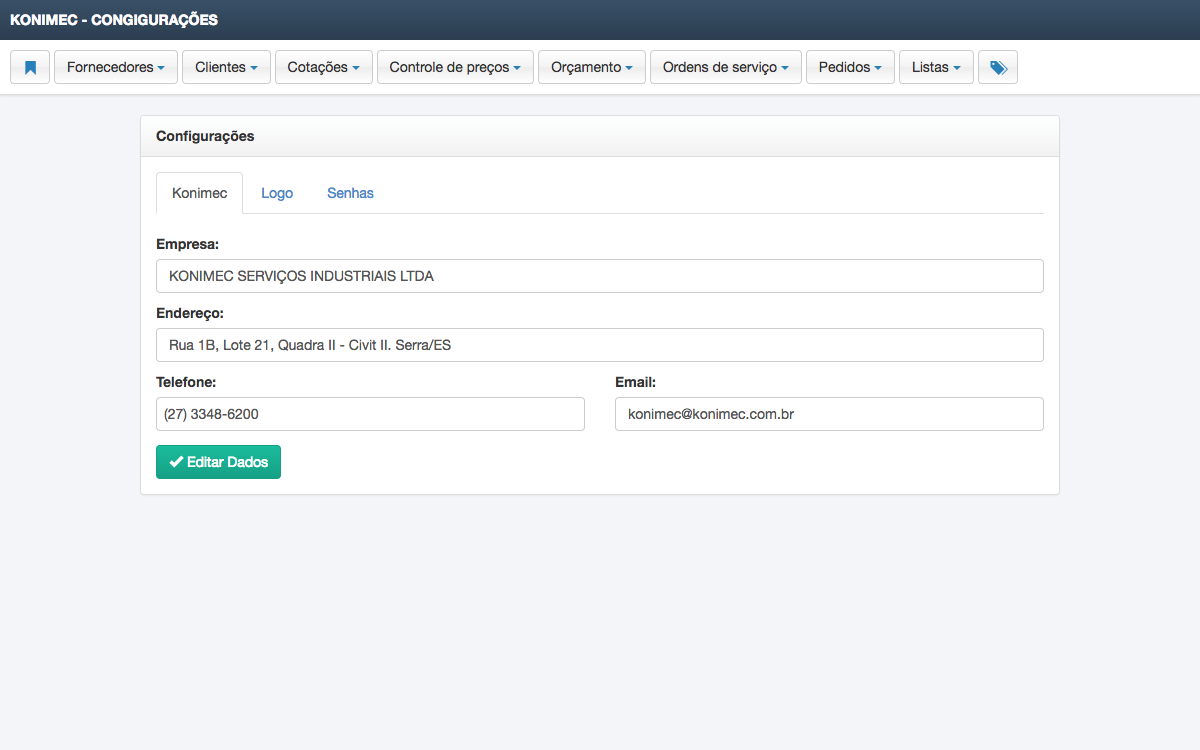 KONIMEC - CONGIGURAÇÕES
Fornecedores Clientes Cotações Controle de preços Orçamento Ordens de serviço Pedidos Listas
Configurações
Konimec Logo Senhas
Empresa:
KONIMEC SERVIÇOS INDUSTRIAIS LTDA
Endereço:
Rua 1B, Lote 21, Quadra II - Civit II. Serra/ES
Telefone: Email:
(27) 3348-6200 konimec@konimec.com.br
Editar Dados